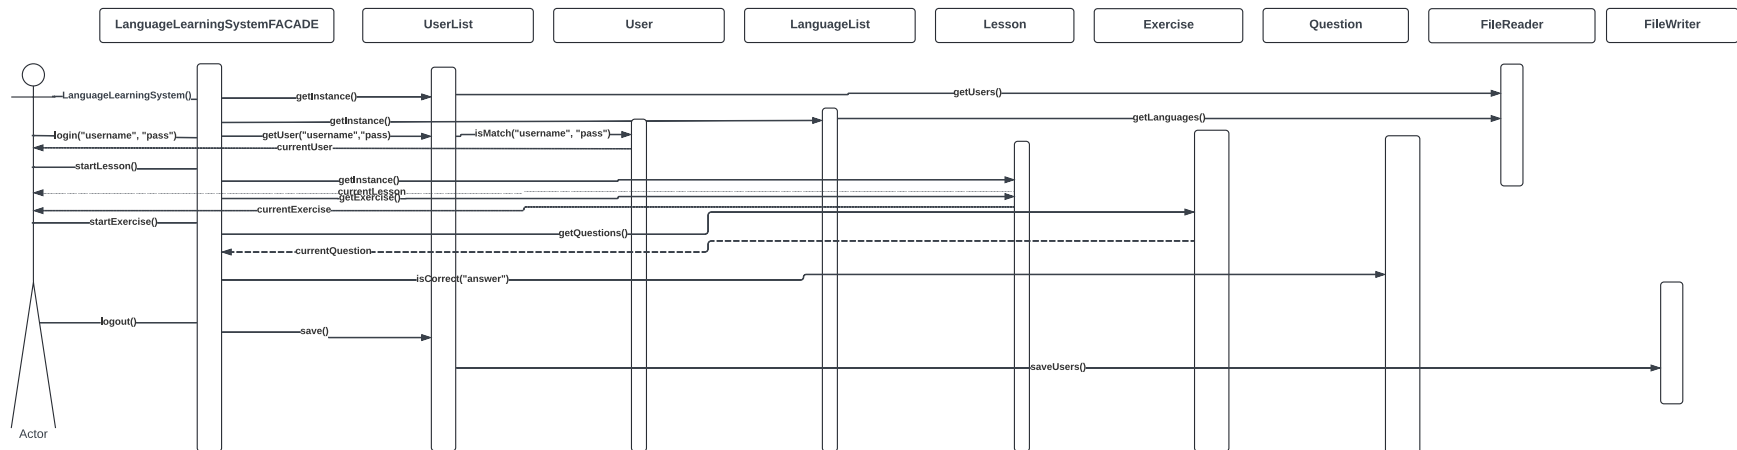 LanguageLearningSystemFACADE
UserList
User
LanguageList
Lesson
Exercise
Question
FileReader
FileWriter
LanguageLearningSystem()
getInstance()
getUsers()
getInstance()
getLanguages()
login("username", "pass")
getUser("username","pass)
isMatch("username", "pass")
currentUser
startLesson()
getInstance()
currentLesson
getExercise()
currentExercise
startExercise()
getQuestions()
currentQuestion
isCorrect("answer")
logout()
save()
saveUsers()
Actor